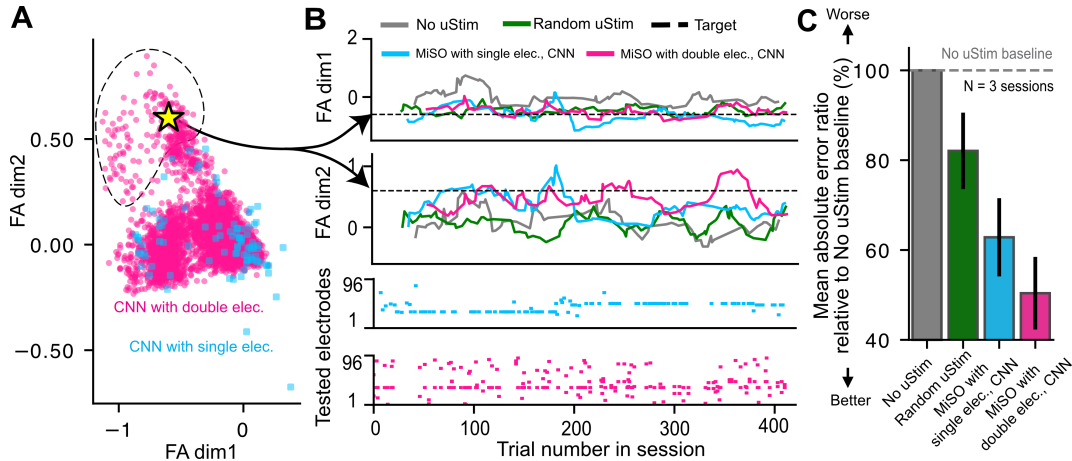 A
FA dim2
0.50
0.00
−0.50
−1
0
FA dim1
CNN with double elec.
CNN with single elec.
B
No uStim
Random uStim
Target
MiSO with single elec., CNN
MiSO with double elec., CNN
FA dim1
2
0
FA dim2
1
0
Tested electrodes
96
1
96
1
0
100
200
300
400
Trial number in session
C
Worse
Better
Mean absolute error ratio
relative to No uStim baseline (%)
100
80
60
40
No uStim baseline
N = 3 sessions
No uStim
Random uStim
MiSO with
single elec., CNN
MiSO with
double elec., CNN